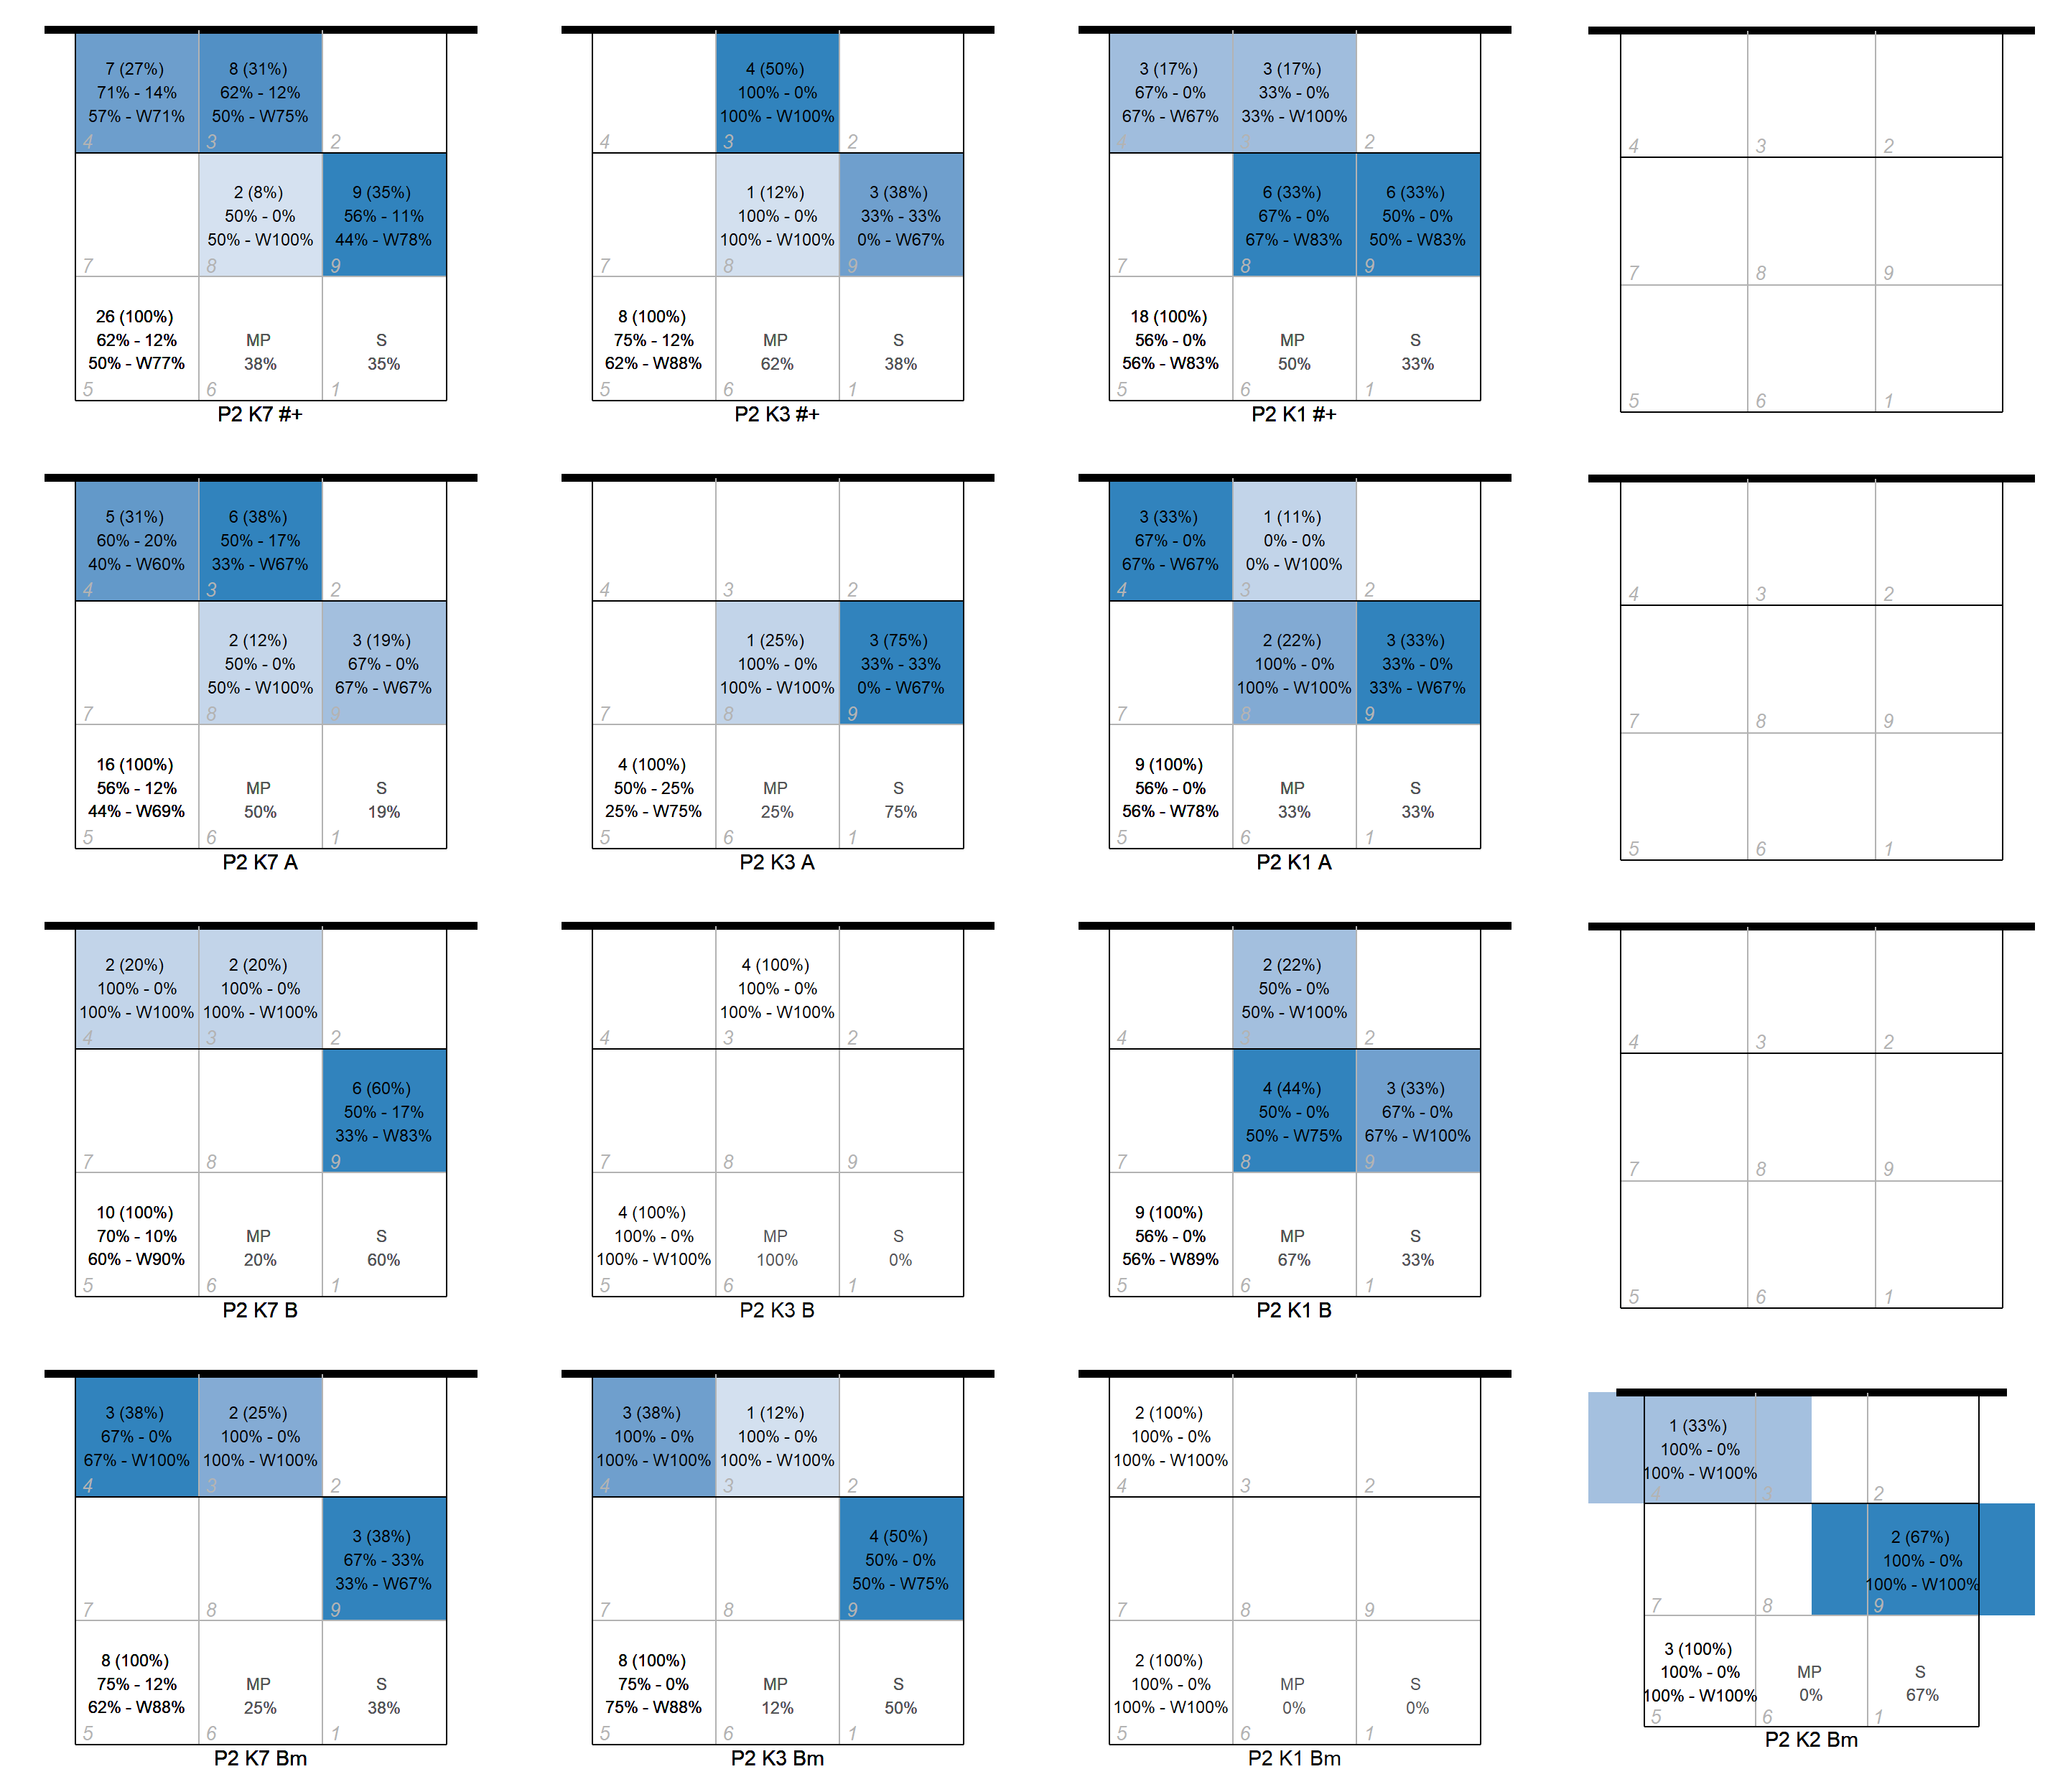 7 (27%)
71% - 14%
57% - W71%
4
8 (31%)
62% - 12%
50% - W75%
3
2
7
2 (8%)
50% - 0%
50% - W100%
8
9 (35%)
56% - 11%
44% - W78%
9
26 (100%)
62% - 12%
50% - W77%
5
MP
38%
6
S
35%
1
P2 K7 #+
4
4 (50%)
100% - 0%
100% - W100%
3
2
7
1 (12%)
100% - 0%
100% - W100%
8
3 (38%)
33% - 33%
0% - W67%
9
8 (100%)
75% - 12%
62% - W88%
5
MP
62%
6
S
38%
1
P2 K3 #+
3 (17%)
67% - 0%
67% - W67%
4
3 (17%)
33% - 0%
33% - W100%
3
2
7
6 (33%)
67% - 0%
67% - W83%
8
6 (33%)
50% - 0%
50% - W83%
9
18 (100%)
56% - 0%
56% - W83%
5
MP
50%
6
S
33%
1
P2 K1 #+
4
3
2
7
8
9
5
6
1
5 (31%)
60% - 20%
40% - W60%
4
6 (38%)
50% - 17%
33% - W67%
3
2
7
2 (12%)
50% - 0%
50% - W100%
8
3 (19%)
67% - 0%
67% - W67%
9
16 (100%)
56% - 12%
44% - W69%
5
MP
50%
6
S
19%
1
P2 K7 A
4
3
2
7
1 (25%)
100% - 0%
100% - W100%
8
3 (75%)
33% - 33%
0% - W67%
9
4 (100%)
50% - 25%
25% - W75%
5
MP
25%
6
S
75%
1
P2 K3 A
3 (33%)
67% - 0%
67% - W67%
4
1 (11%)
0% - 0%
0% - W100%
3
2
7
2 (22%)
100% - 0%
100% - W100%
8
3 (33%)
33% - 0%
33% - W67%
9
9 (100%)
56% - 0%
56% - W78%
5
MP
33%
6
S
33%
1
P2 K1 A
4
3
2
7
8
9
5
6
1
2 (20%)
100% - 0%
100% - W100%
4
2 (20%)
100% - 0%
100% - W100%
3
2
7
8
6 (60%)
50% - 17%
33% - W83%
9
10 (100%)
70% - 10%
60% - W90%
5
MP
20%
6
S
60%
1
P2 K7 B
4
4 (100%)
100% - 0%
100% - W100%
3
2
7
8
9
4 (100%)
100% - 0%
100% - W100%
5
MP
100%
6
S
0%
1
P2 K3 B
4
2 (22%)
50% - 0%
50% - W100%
3
2
7
4 (44%)
50% - 0%
50% - W75%
8
3 (33%)
67% - 0%
67% - W100%
9
9 (100%)
56% - 0%
56% - W89%
5
MP
67%
6
S
33%
1
P2 K1 B
4
3
2
7
8
9
5
6
1
3 (38%)
67% - 0%
67% - W100%
4
2 (25%)
100% - 0%
100% - W100%
3
2
7
8
3 (38%)
67% - 33%
33% - W67%
9
8 (100%)
75% - 12%
62% - W88%
5
MP
25%
6
S
38%
1
P2 K7 Bm
3 (38%)
100% - 0%
100% - W100%
4
1 (12%)
100% - 0%
100% - W100%
3
2
7
8
4 (50%)
50% - 0%
50% - W75%
9
8 (100%)
75% - 0%
75% - W88%
5
MP
12%
6
S
50%
1
P2 K3 Bm
2 (100%)
100% - 0%
100% - W100%
4
3
2
7
8
9
2 (100%)
100% - 0%
100% - W100%
5
MP
0%
6
S
0%
1
P2 K1 Bm
1 (33%)
100% - 0%
100% - W100%
4
3
2
7
8
2 (67%)
100% - 0%
100% - W100%
9
3 (100%)
100% - 0%
100% - W100%
5
MP
0%
6
S
67%
1
P2 K2 Bm